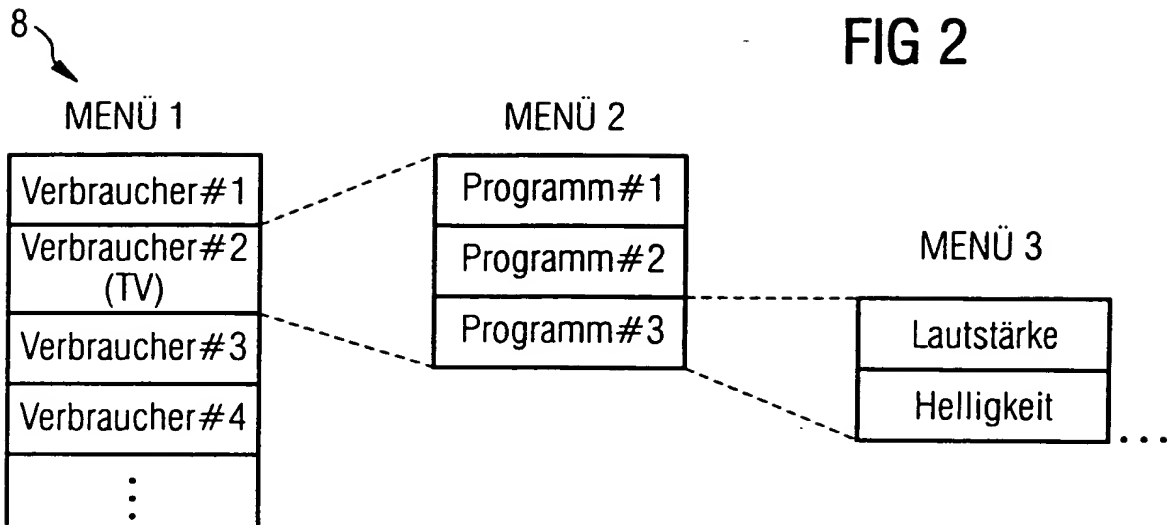 8
FIG 2
MENÜ 1
Verbraucher#1
Verbraucher#2
(TV)
Verbraucher#3
Verbraucher#4
⋮
MENÜ 2
Programm#1
Programm#2
Programm#3
MENÜ 3
Lautstärke
Helligkeit
...